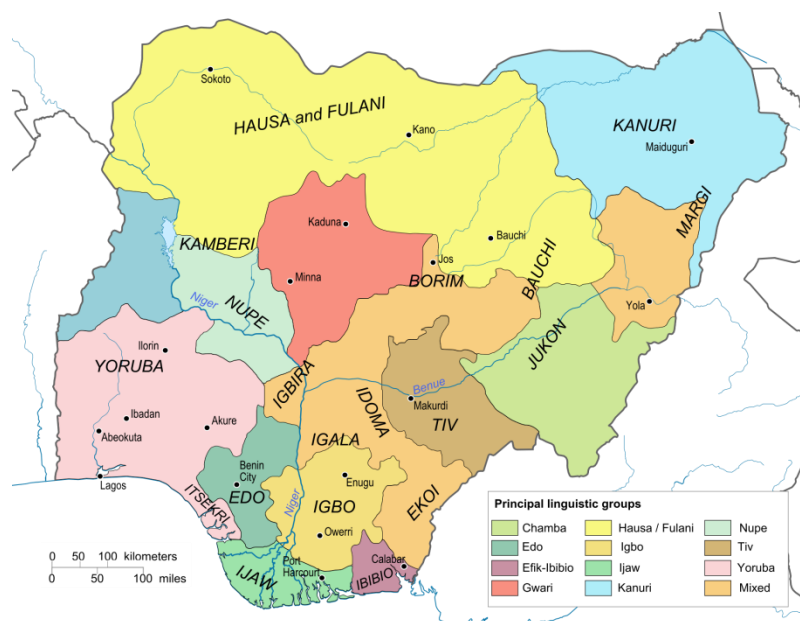 Sokoto
HAUSA and FULANI
Kano
KANURI
Maiduguri
MARGI
Kaduna
KAMBERI
Bauchi
BAUCHI
Jos
BORIM
Minna
Niger
NUPE
Yola
Ilorin
YORUBA
JUKON
IGBIRA
Benue
Makurdi
IDOMA
TIV
Ibadan
Abeokuta
Akure
IGALA
Lagos
Benin
City
EDO
ITSEKRI
Enugu
Niger
IGBO
EKOI
Owerri
Port
Harcourt
IJAW
Calabar
IBIBIO
0 50 100 kilometers
0 50 100 miles
Principal linguistic groups
Chamba
Hausa / Fulani
Nupe
Edo
Igbo
Tiv
Efik-Ibibio
Ijaw
Yoruba
Gwari
Kanuri
Mixed